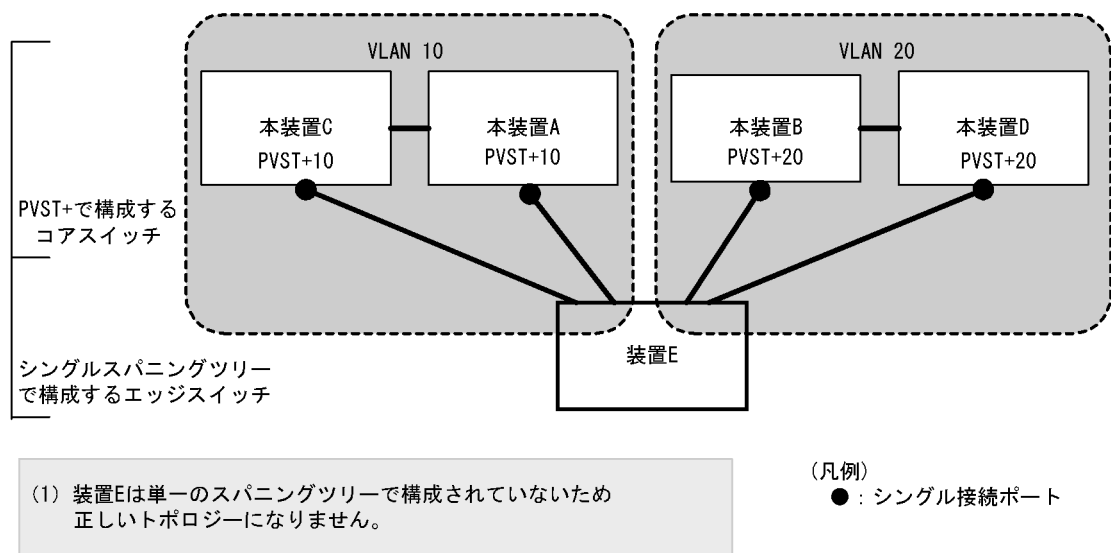 VLAN 10
VLAN 20
本装置C
PVST+10
本装置A
PVST+10
本装置B
PVST+20
本装置D
PVST+20
PVST+で構成する
コアスイッチ
装置E
シングルスパニングツリー
で構成するエッジスイッチ
(1) 装置Eは単一のスパニングツリーで構成されていないため
正しいトポロジーになりません。
(凡例)
●：シングル接続ポート